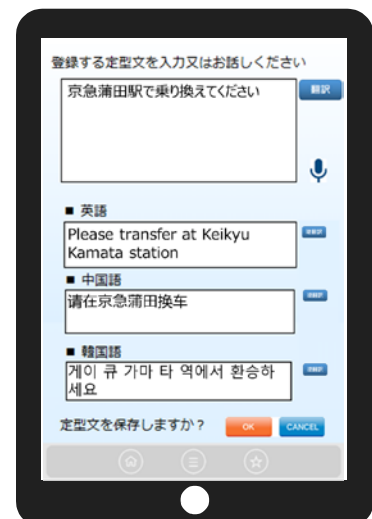 登録する定型文を入力又はお話しください
京急蒲田駅で乗り換えてください
翻訳
■ 英語
Please transfer at Keikyu
Kamata station
■ 中国語
请在京急蒲田换车
■ 韓国語
게이 큐 가마 타 역에서 환승하
세요
定型文を保存しますか？
OK
CANCEL